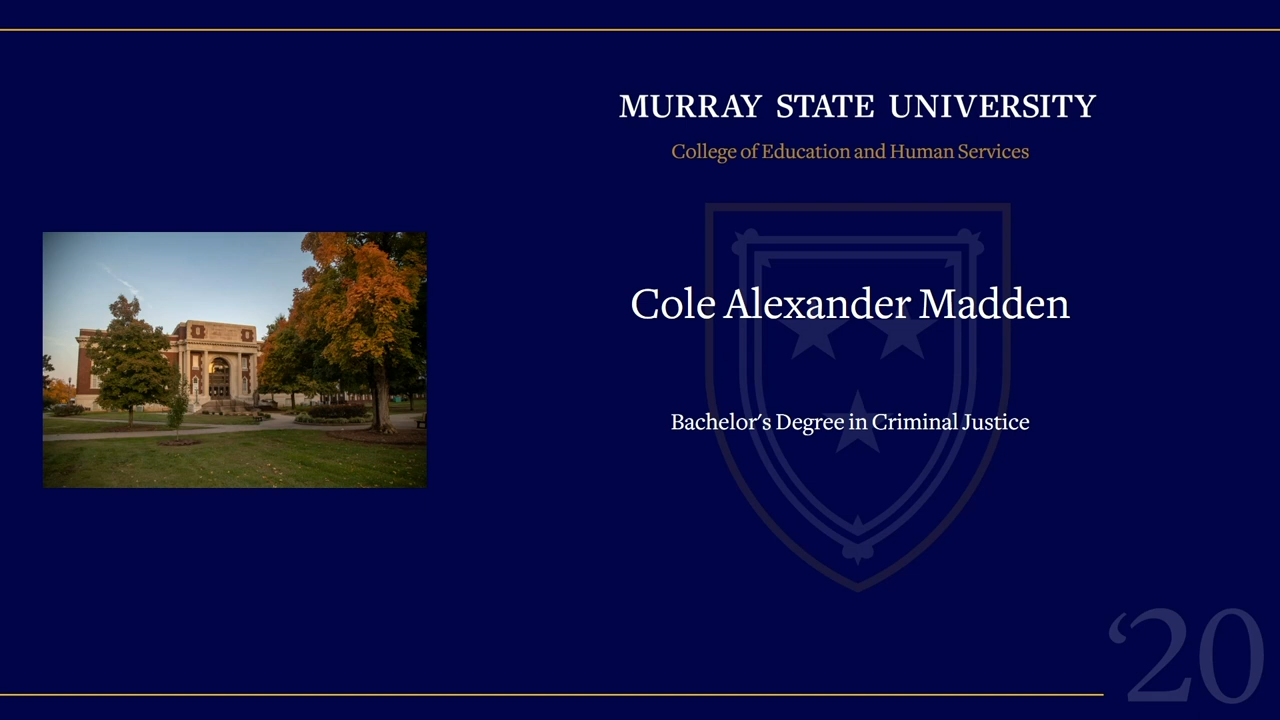 MURRAY STATE UNIVERSITY
College of Education and Human Services
Cole Alexander Madden
Bachelor's Degree in Criminal Justice
‘20